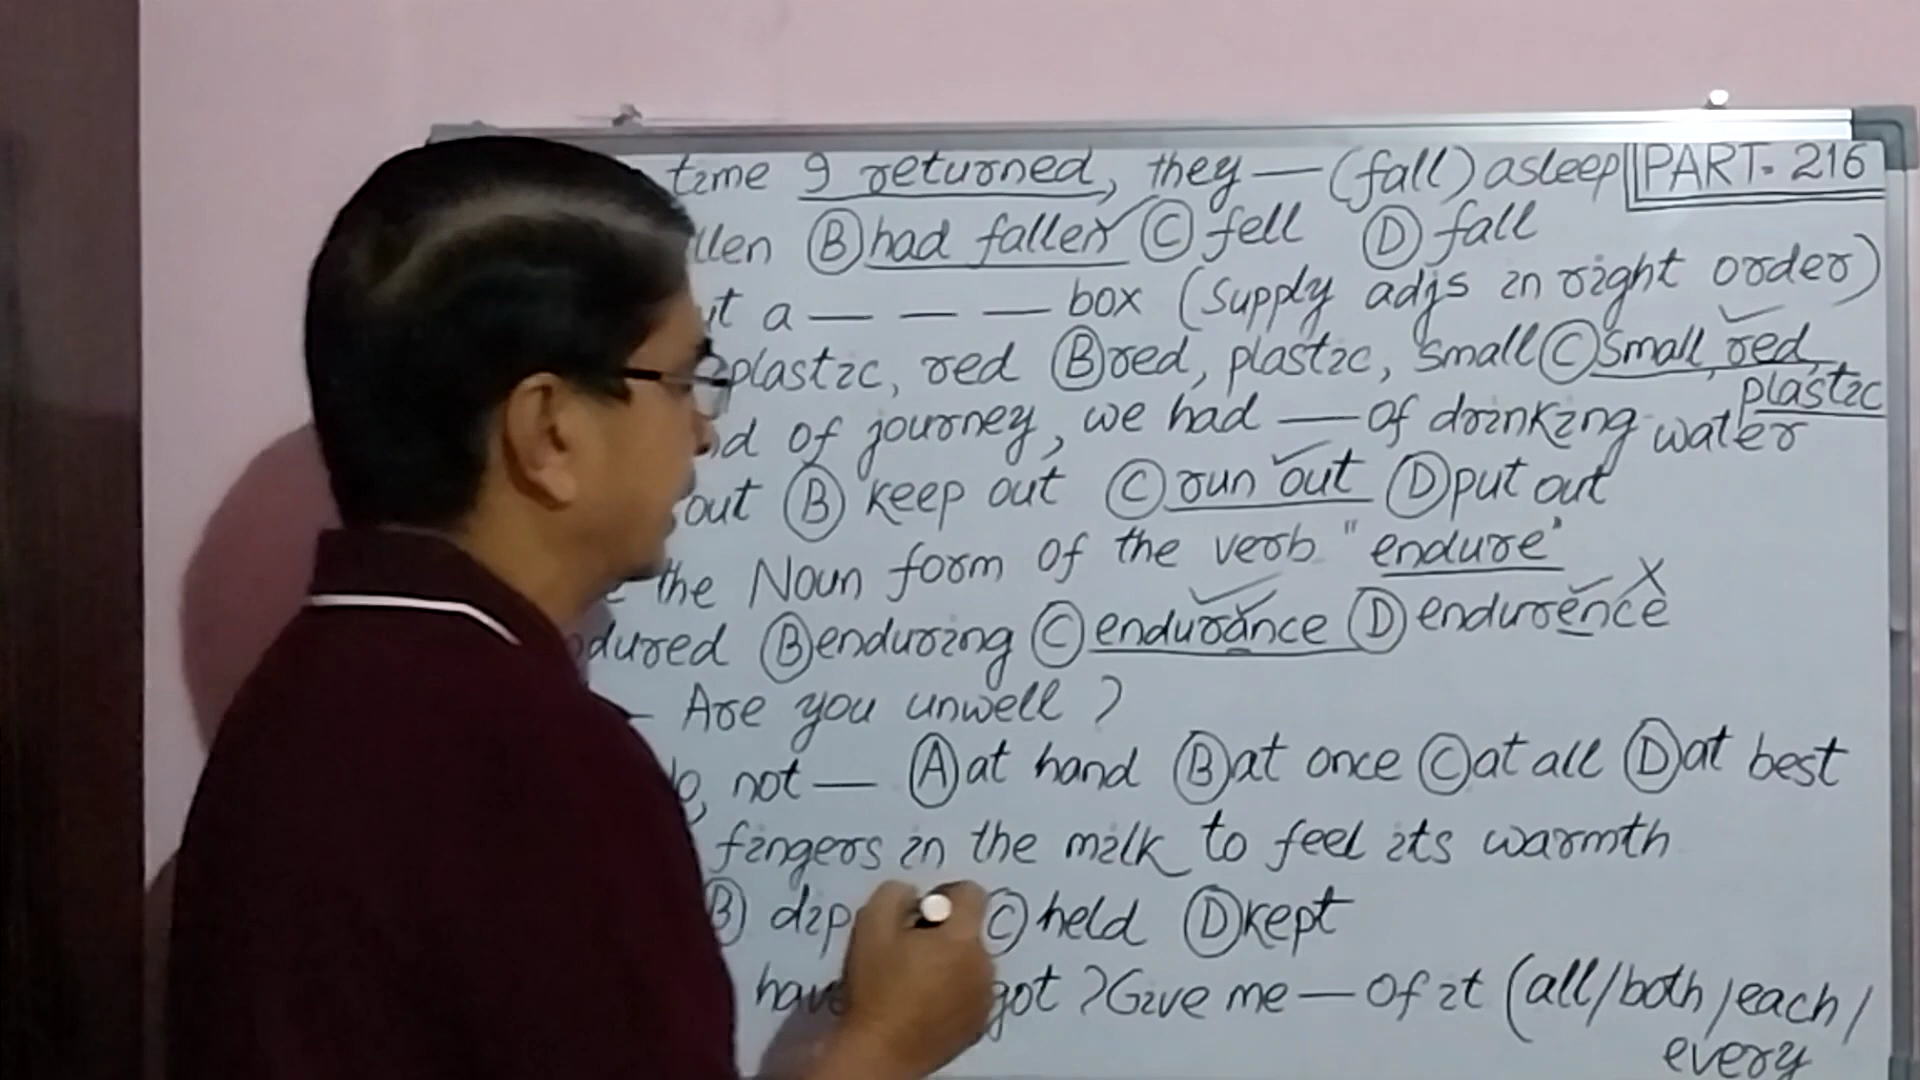 time I returned, they — (fall) asleep PART- 216
llen (B) had fallen (C) fell (D) fall
a — — — box (Supply adjs in right order)
plastic, red (B) red, plastic, small (C) small, red, plastic
of journey, we had — of drinking water
out (B) keep out (C) run out (D) put out
the Noun form of the verb "endure"
dured (B) enduring (C) endurance (D) endurence X
— Are you unwell ?
not — (A) at hand (B) at once (C) at all (D) at best
fingers in the milk to feel its warmth
(B) dip (C) held (D) kept
have got ? Give me — of it (all/both/each/
every